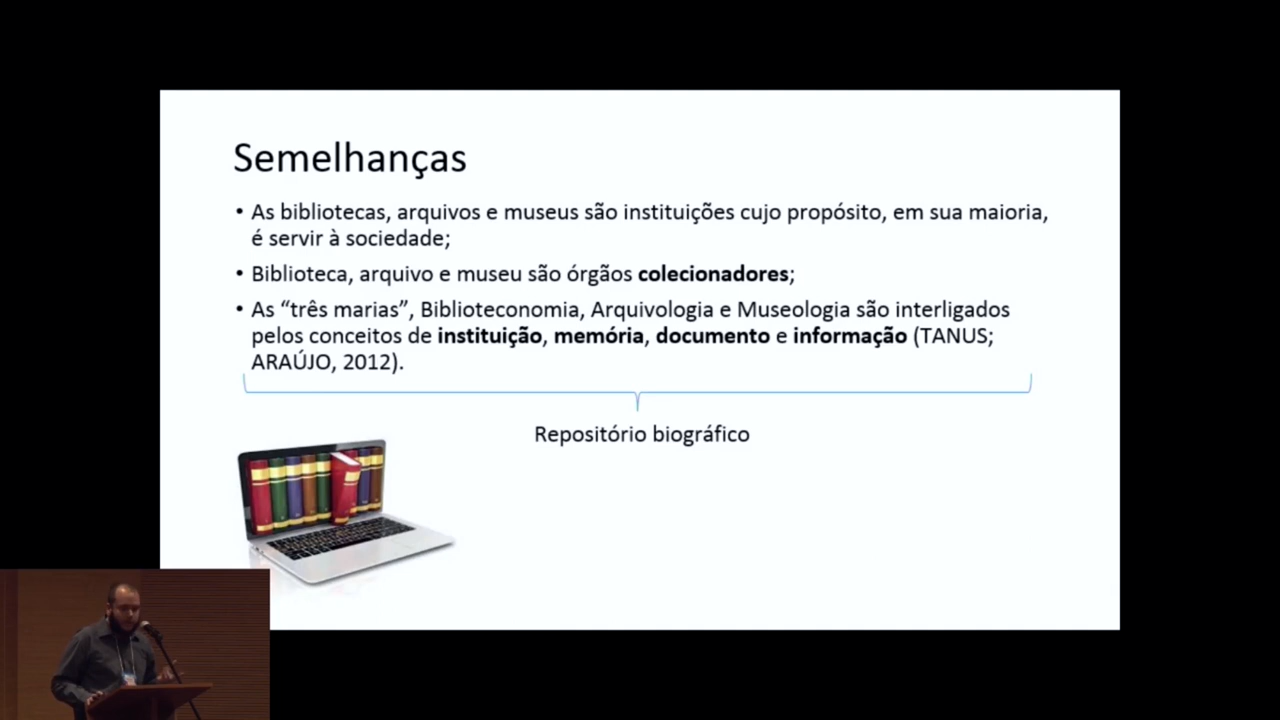 Semelhanças
• As bibliotecas, arquivos e museus são instituições cujo propósito, em sua maioria,
é servir à sociedade;
• Biblioteca, arquivo e museu são órgãos colecionadores;
• As “três marias”, Biblioteconomia, Arquivologia e Museologia são interligados
pelos conceitos de instituição, memória, documento e informação (TANUS;
ARAÚJO, 2012).
Repositório biográfico